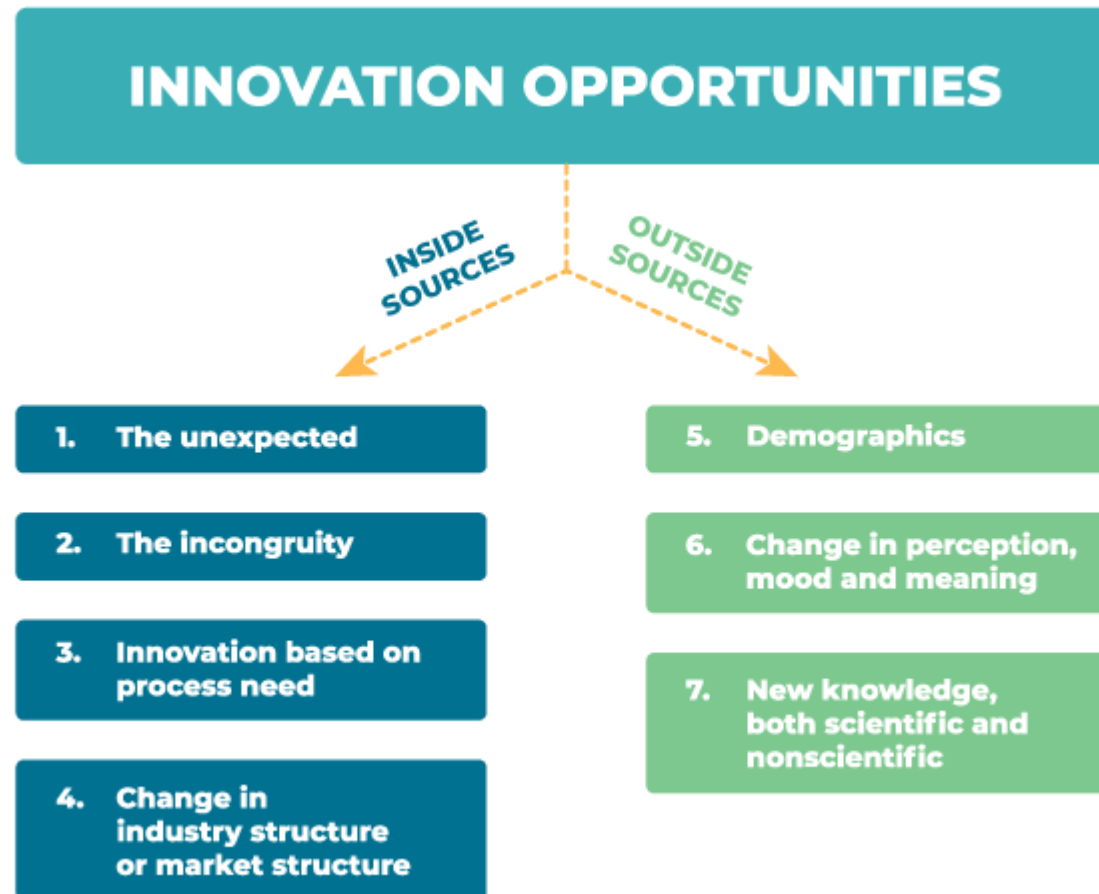 INNOVATION OPPORTUNITIES
INSIDE
SOURCES
OUTSIDE
SOURCES
1. The unexpected
2. The incongruity
3. Innovation based on
process need
4. Change in
industry structure
or market structure
5. Demographics
6. Change in perception,
mood and meaning
7. New knowledge,
both scientific and
nonscientific